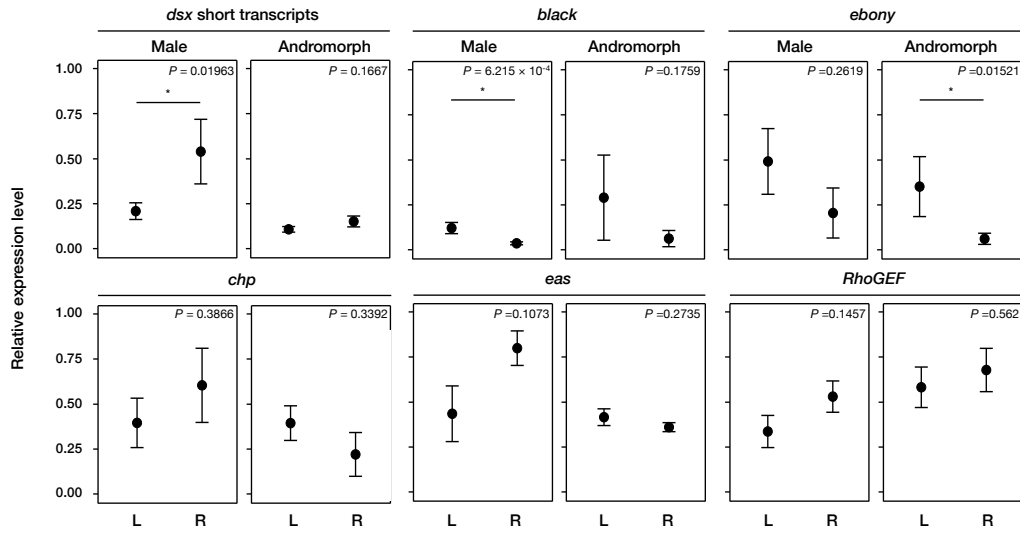 dsx short transcripts black ebony
Male Andromorph Male Andromorph Male Andromorph
1.00 P = 0.01963 P = 0.1667 P = 6.215 × 10⁻⁴ P =0.1759 P =0.2619 P =0.01521
* * *
0.75
0.50
0.25
0.00
Relative expression level
chp eas RhoGEF
1.00 P = 0.3866 P = 0.3392 P =0.1073 P =0.2735 P =0.1457 P =0.562
0.75
0.50
0.25
0.00
L R L R L R L R L R L R